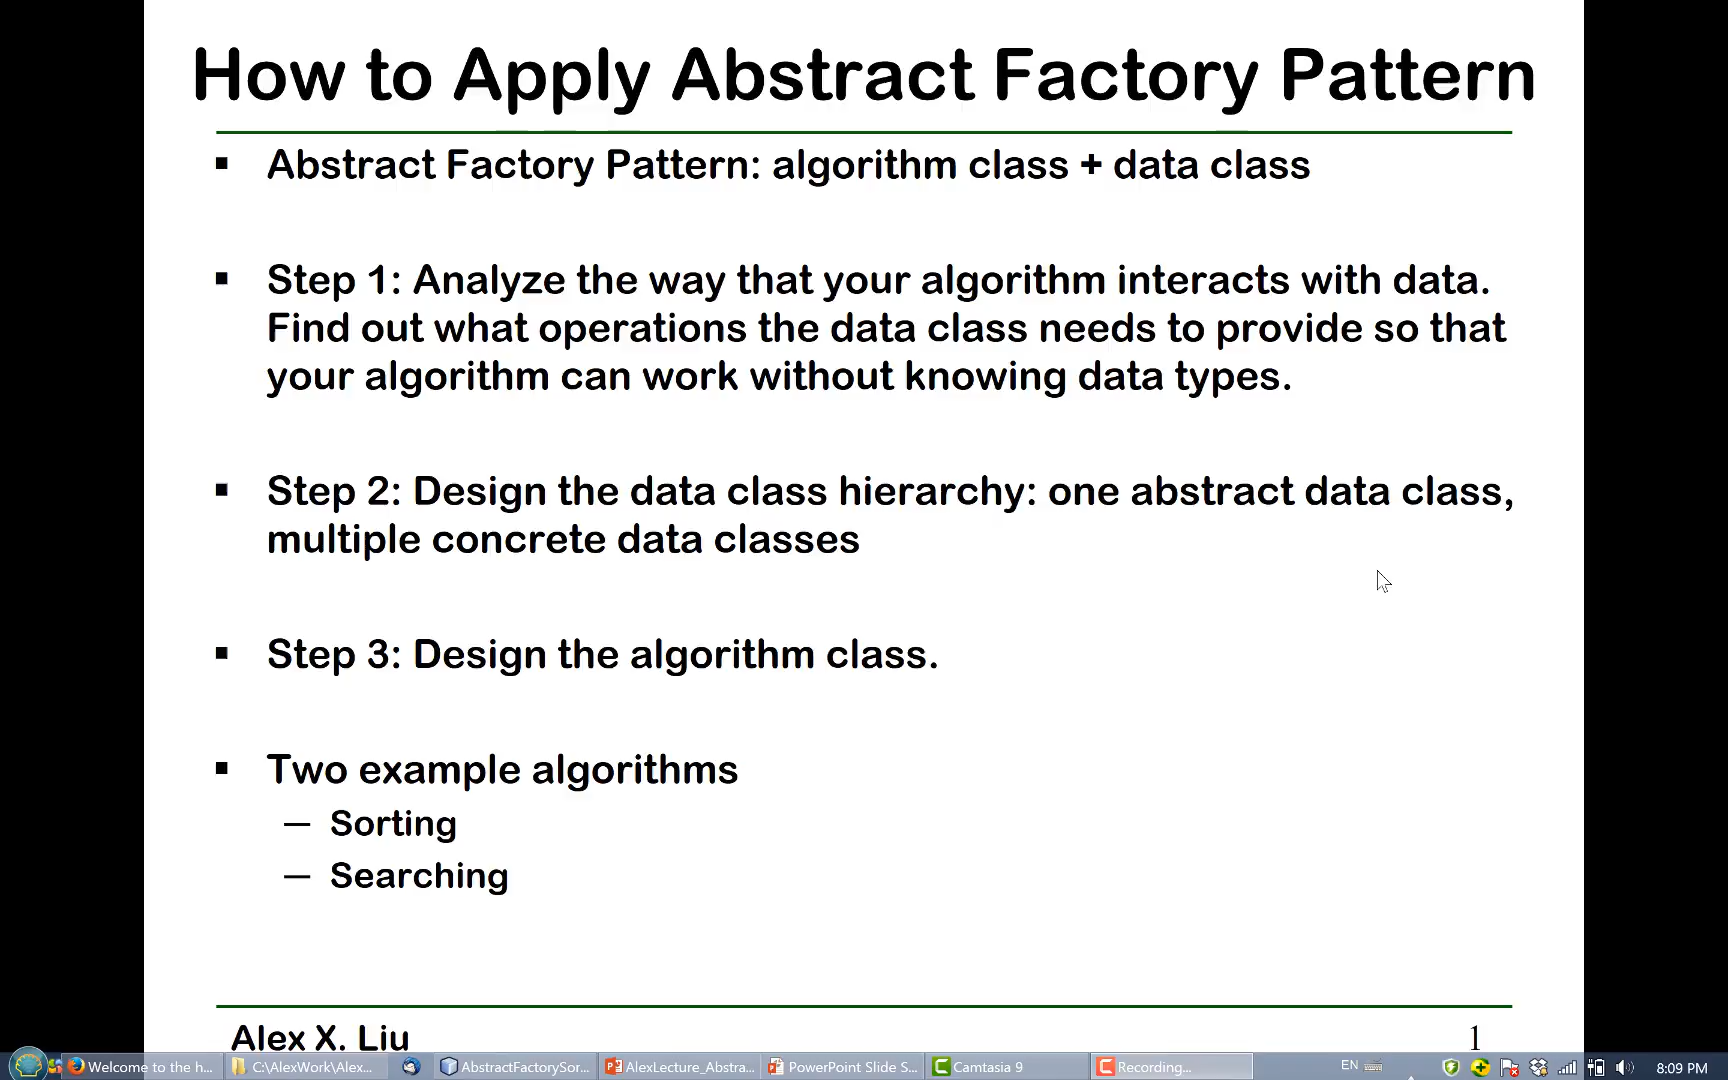 How to Apply Abstract Factory Pattern
▪ Abstract Factory Pattern: algorithm class + data class
▪ Step 1: Analyze the way that your algorithm interacts with data.
Find out what operations the data class needs to provide so that
your algorithm can work without knowing data types.
▪ Step 2: Design the data class hierarchy: one abstract data class,
multiple concrete data classes
▪ Step 3: Design the algorithm class.
▪ Two example algorithms
— Sorting
— Searching
Alex X. Liu 1
Welcome to the h... C:\AlexWork\Alex... AbstractFactorySor... AlexLecture_Abstra... PowerPoint Slide S... Camtasia 9 Recording... EN 8:09 PM